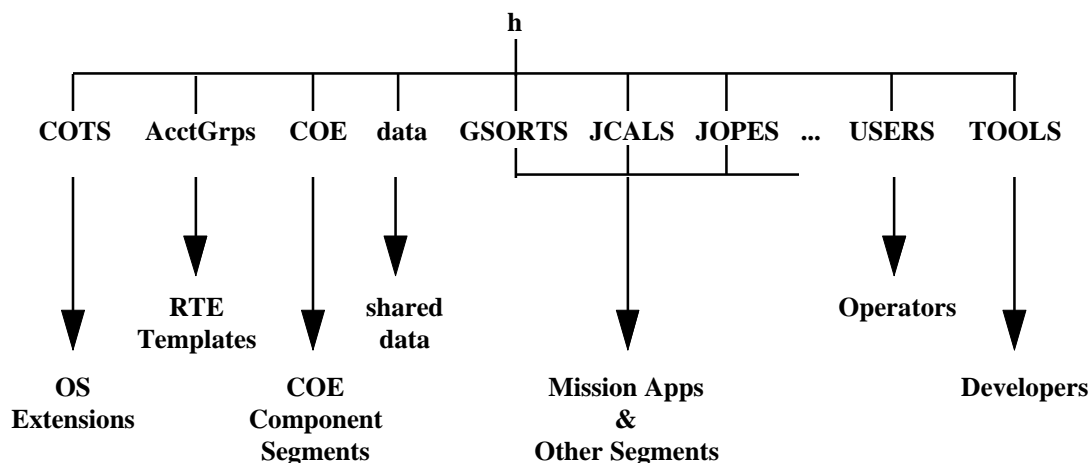 h
COTS AcctGrps COE data GSORTS JCALS JOPES ... USERS TOOLS
RTE
Templates
shared
data
Operators
OS
Extensions
COE
Component
Segments
Mission Apps
&
Other Segments
Developers